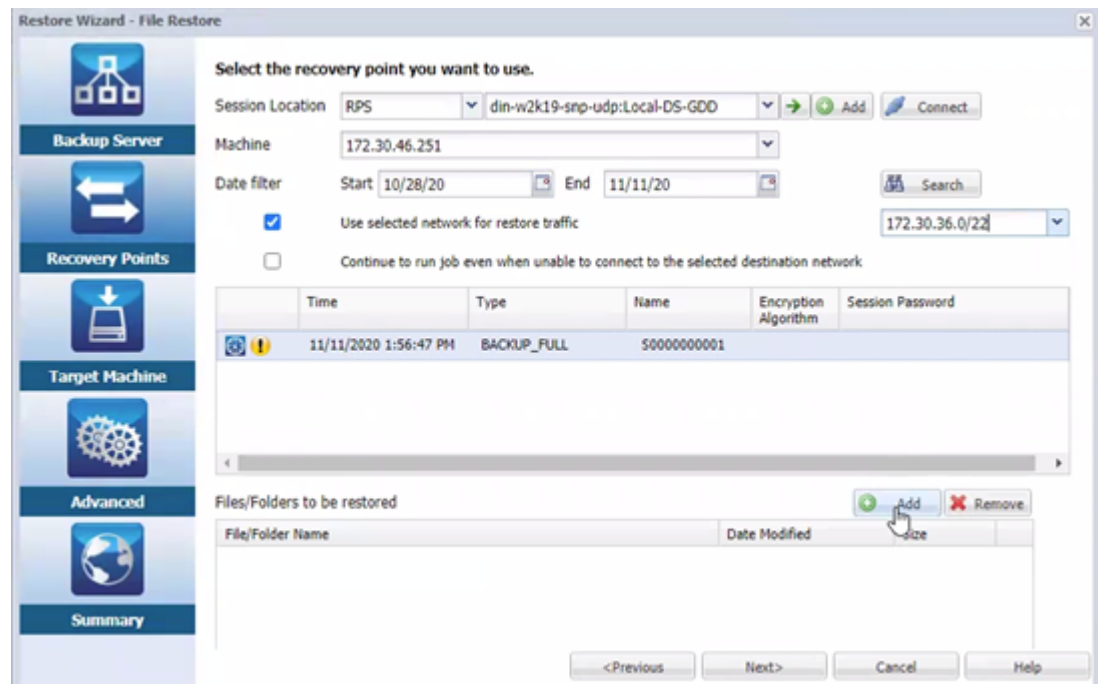 Restore Wizard - File Restore
Backup Server
Recovery Points
Target Machine
Advanced
Summary
Select the recovery point you want to use.
Session Location RPS din-w2k19-snp-udp:Local-DS-GDD Add Connect
Machine 172.30.46.251
Date filter Start 10/28/20 End 11/11/20 Search
Use selected network for restore traffic 172.30.36.0/22
Continue to run job even when unable to connect to the selected destination network
Time Type Name Encryption Algorithm Session Password
11/11/2020 1:56:47 PM BACKUP_FULL S0000000001
Files/Folders to be restored Add Remove
File/Folder Name Date Modified Size
<Previous Next> Cancel Help